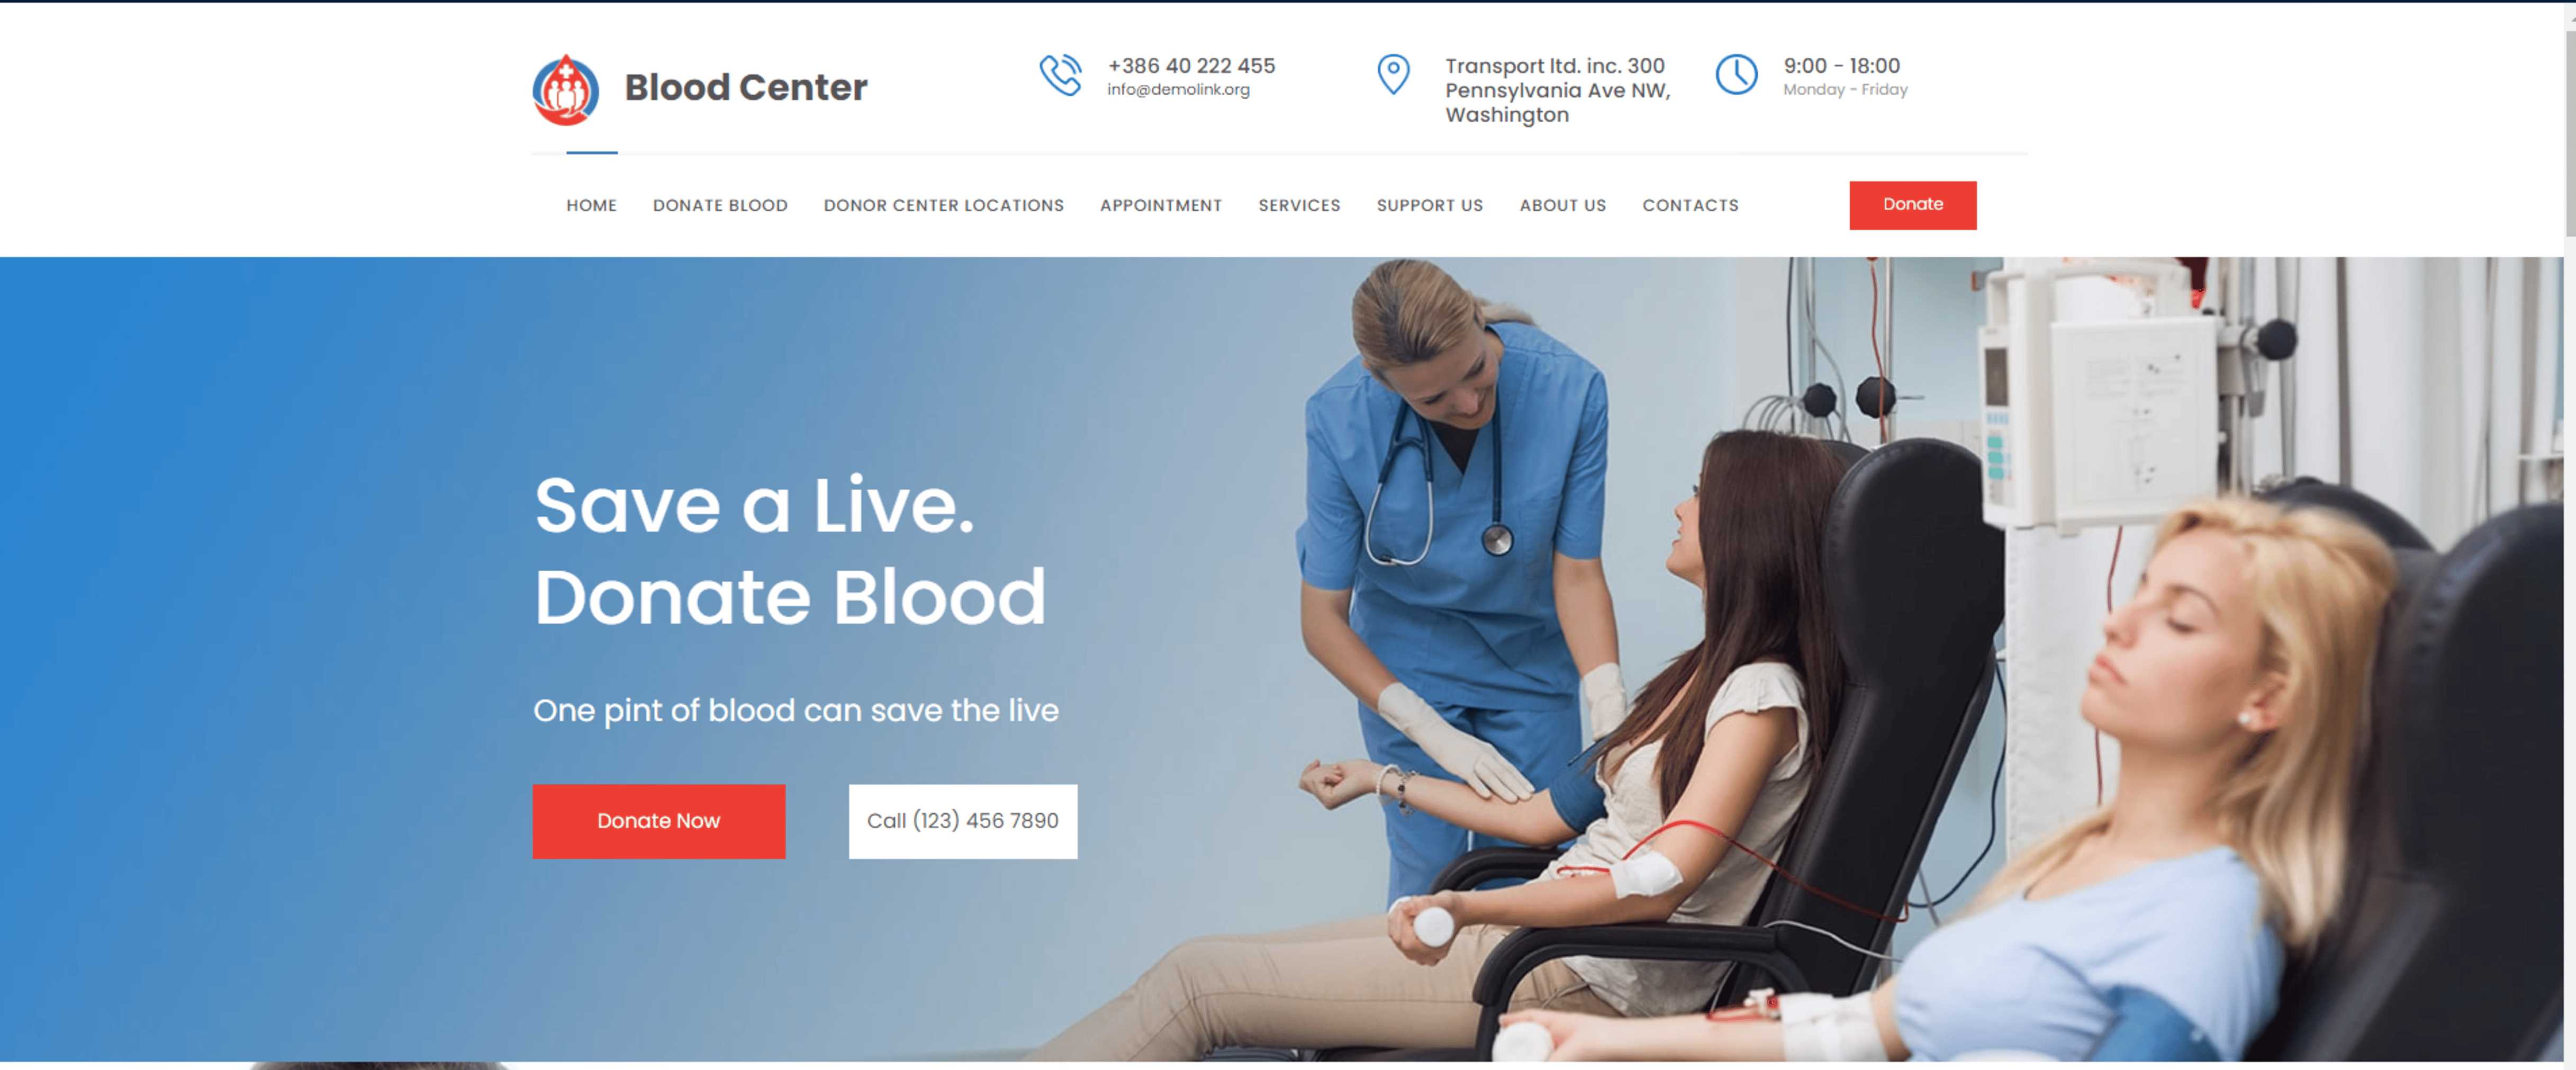 Blood Center
+386 40 222 455
info@demolink.org
Transport ltd. inc. 300
Pennsylvania Ave NW,
Washington
9:00 - 18:00
Monday - Friday
HOME DONATE BLOOD DONOR CENTER LOCATIONS APPOINTMENT SERVICES SUPPORT US ABOUT US CONTACTS Donate
Save a Live.
Donate Blood
One pint of blood can save the live
Donate Now Call (123) 456 7890